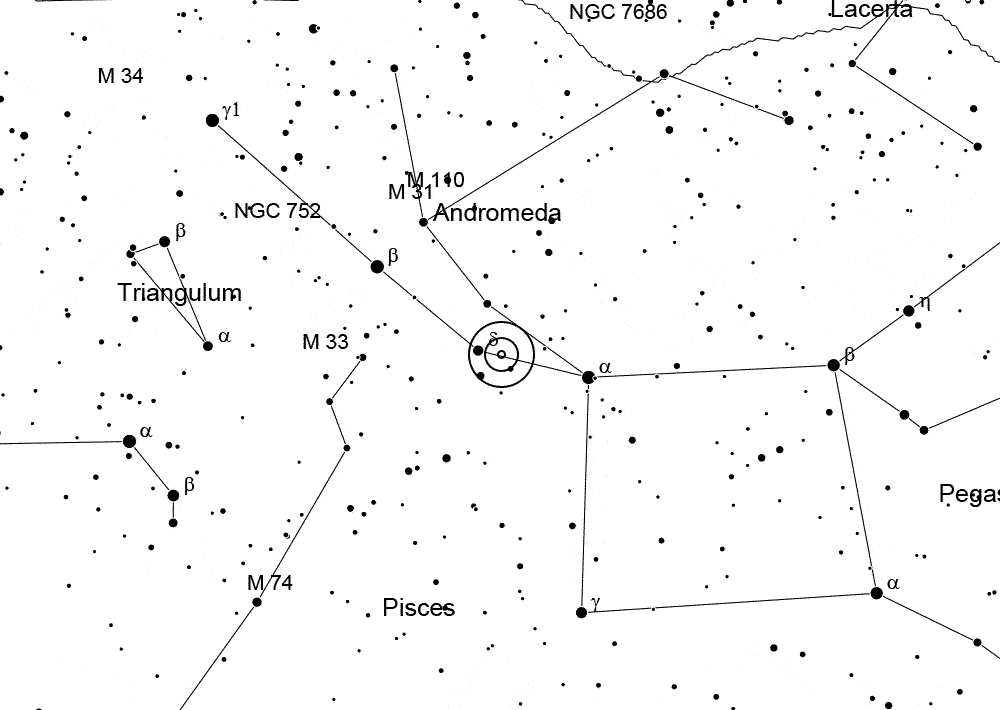 NGC 7686
Lacerta
M 34
γ1
M 110
M 31
NGC 752
Andromeda
β
β
Triangulum
η
α
M 33
δ
α
β
α
β
Pegas
α
M 74
Pisces
γ